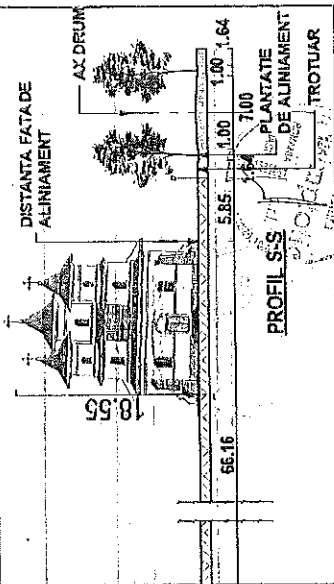 DISTANTA FATA DE
ALINIAMENT
AX DRUM
18.55
66.16
5.85
1.64
1.00
7.00
1.00
1.64
PLANTATIE
DE ALINIAMENT
TROTUAR
PROFIL S-S